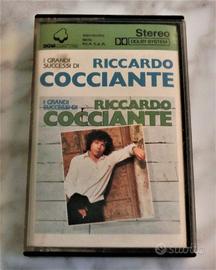 Stereo
DOLBY SYSTEM
I GRANDI
SUCCESSI DI
RICCARDO
COCCIANTE
I GRANDI
SUCCESSI DI
RICCARDO
COCCIANTE
subito